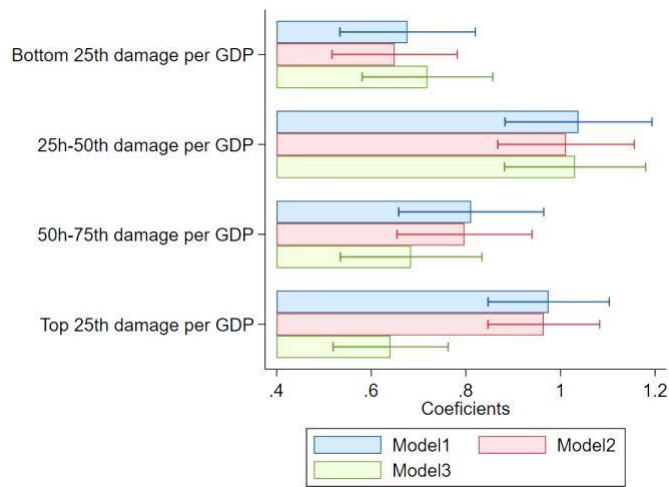 Bottom 25th damage per GDP
25h-50th damage per GDP
50h-75th damage per GDP
Top 25th damage per GDP
.4 .6 .8 1 1.2
Coeficients
Model1 Model2
Model3